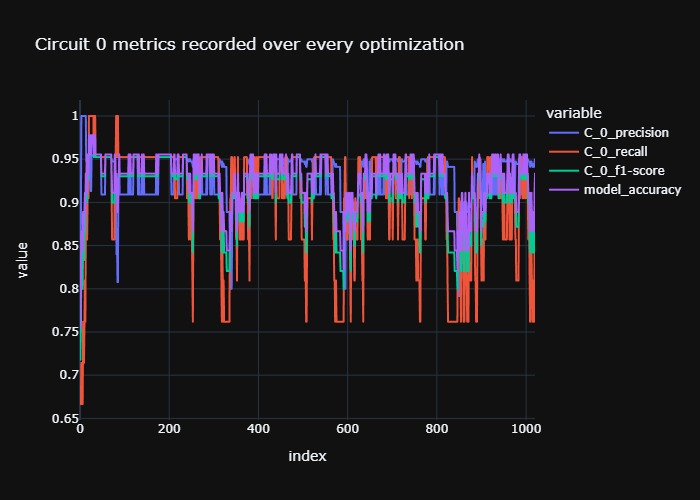 Circuit 0 metrics recorded over every optimization
variable
C_0_precision
C_0_recall
C_0_f1-score
model_accuracy
value
1
0.95
0.9
0.85
0.8
0.75
0.7
0.65
0
200
400
600
800
1000
index